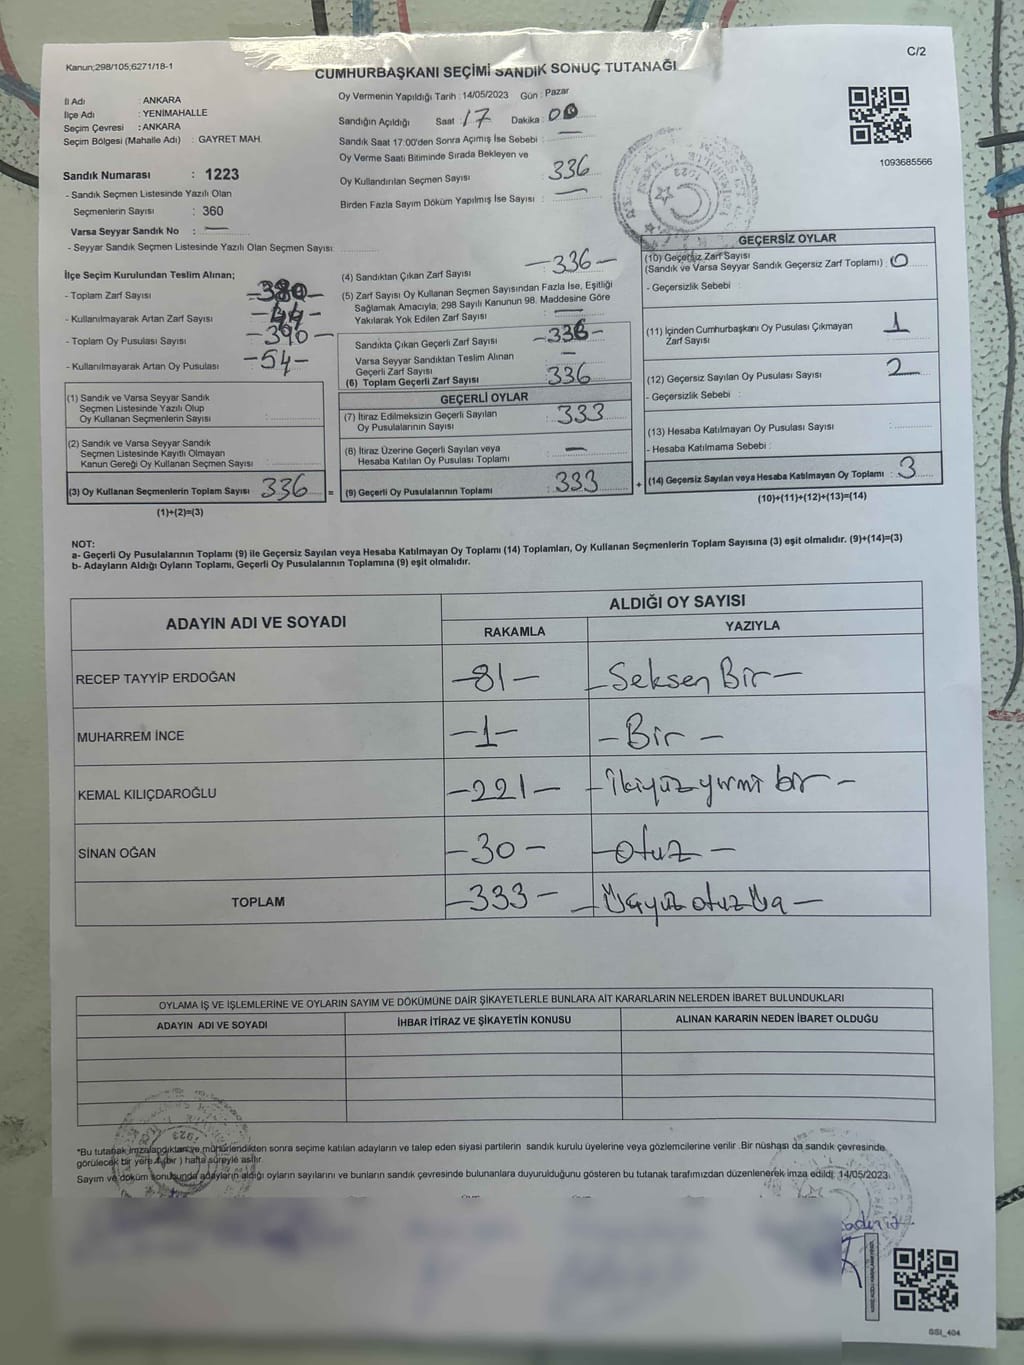 Kanun;298/105;6271/18-1
C/2
CUMHURBAŞKANI SEÇİMİ SANDIK SONUÇ TUTANAĞI
İl Adı : ANKARA
İlçe Adı : YENİMAHALLE
Seçim Çevresi : ANKARA
Seçim Bölgesi (Mahalle Adı) : GAYRET MAH.
Sandık Numarası : 1223
- Sandık Seçmen Listesinde Yazılı Olan
Seçmenlerin Sayısı : 360
Varsa Seyyar Sandık No : —
- Seyyar Sandık Seçmen Listesinde Yazılı Olan Seçmen Sayısı:
Oy Vermenin Yapıldığı Tarih : 14/05/2023 Gün : Pazar
Sandığın Açıldığı Saat : 17 Dakika : 00
Sandık Saat 17:00'den Sonra Açımış İse Sebebi : —
Oy Verme Saati Bitiminde Sırada Bekleyen ve
Oy Kullandırılan Seçmen Sayısı : 336
Birden Fazla Sayım Döküm Yapılmış İse Sayısı : —
1093685566
İlçe Seçim Kurulundan Teslim Alınan;
- Toplam Zarf Sayısı
- Kullanılmayarak Artan Zarf Sayısı
- Toplam Oy Pusulası Sayısı -390-
- Kullanılmayarak Artan Oy Pusulası -54-
(1) Sandık ve Varsa Seyyar Sandık
Seçmen Listesinde Yazılı Olup
Oy Kullanan Seçmenlerin Sayısı :
(2) Sandık ve Varsa Seyyar Sandık
Seçmen Listesinde Kayıtlı Olmayan
Kanun Gereği Oy Kullanan Seçmen Sayısı :
(3) Oy Kullanan Seçmenlerin Toplam Sayısı 336 =
(1)+(2)=(3)
(4) Sandıktan Çıkan Zarf Sayısı -336-
(5) Zarf Sayısı Oy Kullanan Seçmen Sayısından Fazla İse, Eşitliği
Sağlamak Amacıyla, 298 Sayılı Kanunun 98. Maddesine Göre
Yakılarak Yok Edilen Zarf Sayısı : —
Sandıkta Çıkan Geçerli Zarf Sayısı -336-
Varsa Seyyar Sandıktan Teslim Alınan
Geçerli Zarf Sayısı —
(6) Toplam Geçerli Zarf Sayısı 336
GEÇERLİ OYLAR
(7) İtiraz Edilmeksizin Geçerli Sayılan
Oy Pusulalarının Sayısı : 333
(8) İtiraz Üzerine Geçerli Sayılan veya
Hesaba Katılan Oy Pusulası Toplamı : —
(9) Geçerli Oy Pusulalarının Toplamı : 333 +
GEÇERSİZ OYLAR
(10) Geçersiz Zarf Sayısı
(Sandık ve Varsa Seyyar Sandık Geçersiz Zarf Toplamı) : 0
- Geçersizlik Sebebi :
(11) İçinden Cumhurbaşkanı Oy Pusulası Çıkmayan
Zarf Sayısı 1
(12) Geçersiz Sayılan Oy Pusulası Sayısı 2
- Geçersizlik Sebebi :
(13) Hesaba Katılmayan Oy Pusulası Sayısı :
- Hesaba Katılmama Sebebi :
(14) Geçersiz Sayılan veya Hesaba Katılmayan Oy Toplamı : 3
(10)+(11)+(12)+(13)=(14)
NOT:
a- Geçerli Oy Pusulalarının Toplamı (9) ile Geçersiz Sayılan veya Hesaba Katılmayan Oy Toplamı (14) Toplamları, Oy Kullanan Seçmenlerin Toplam Sayısına (3) eşit olmalıdır. (9)+(14)=(3)
b- Adayların Aldığı Oyların Toplamı, Geçerli Oy Pusulalarının Toplamına (9) eşit olmalıdır.
ADAYIN ADI VE SOYADI
ALDIĞI OY SAYISI
RAKAMLA YAZIYLA
RECEP TAYYİP ERDOĞAN -81- -Seksen Bir-
MUHARREM İNCE -1- -Bir-
KEMAL KILIÇDAROĞLU -221- -ikiyüzyirmi bir-
SİNAN OĞAN -30- -otuz-
TOPLAM -333- -Üçyüz otuz Üç-
OYLAMA İŞ VE İŞLEMLERİNE VE OYLARIN SAYIM VE DÖKÜMÜNE DAİR ŞİKAYETLERLE BUNLARA AİT KARARLARIN NELERDEN İBARET BULUNDUKLARI
ADAYIN ADI VE SOYADI İHBAR İTİRAZ VE ŞİKAYETİN KONUSU ALINAN KARARIN NEDEN İBARET OLDUĞU
*Bu tutanak imzalandıktan ve mühürlendikten sonra seçime katılan adayların ve talep eden siyasi partilerin sandık kurulu üyelerine veya gözlemcilerine verilir. Bir nüshası da sandık çevresinde
görülecek bir yere 1 (bir) hafta süreyle asılır.
Sayım ve döküm sonucunda adayların aldığı oyların sayılarını ve bunların sandık çevresinde bulunanlara duyurulduğunu gösteren bu tutanak tarafımızdan düzenlenerek imza edildi. 14/05/2023
GSI_404